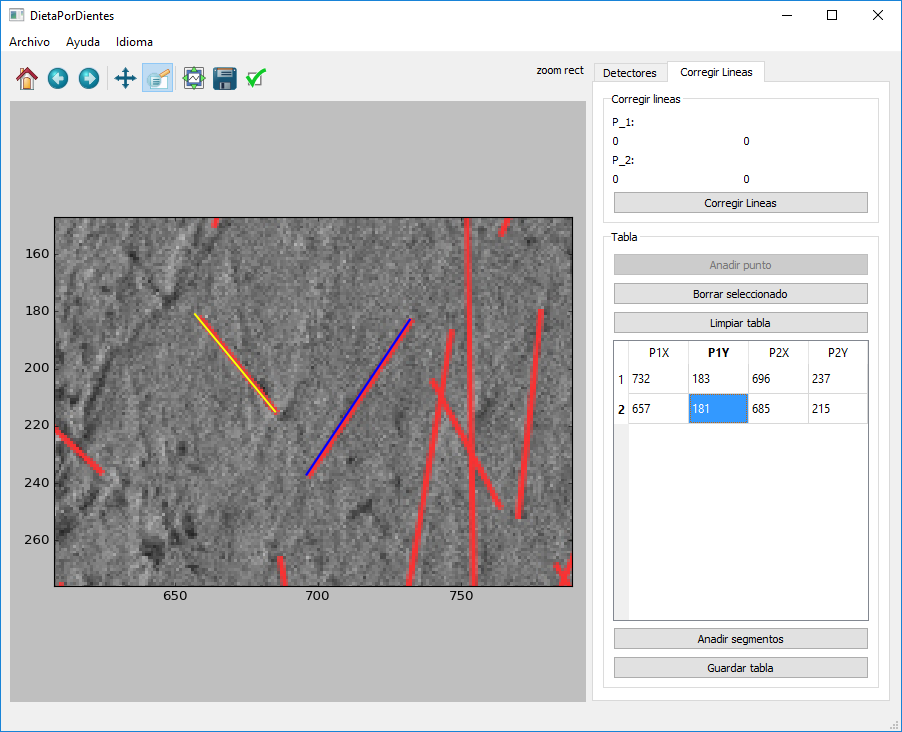 DietaPorDientes
Archivo Ayuda Idioma
zoom rect
Detectores Corregir Lineas
Corregir lineas
P_1:
0 0
P_2:
0 0
Corregir Lineas
Tabla
Anadir punto
Borrar seleccionado
Limpiar tabla
P1X P1Y P2X P2Y
1 732 183 696 237
2 657 181 685 215
Anadir segmentos
Guardar tabla
160
180
200
220
240
260
650 700 750